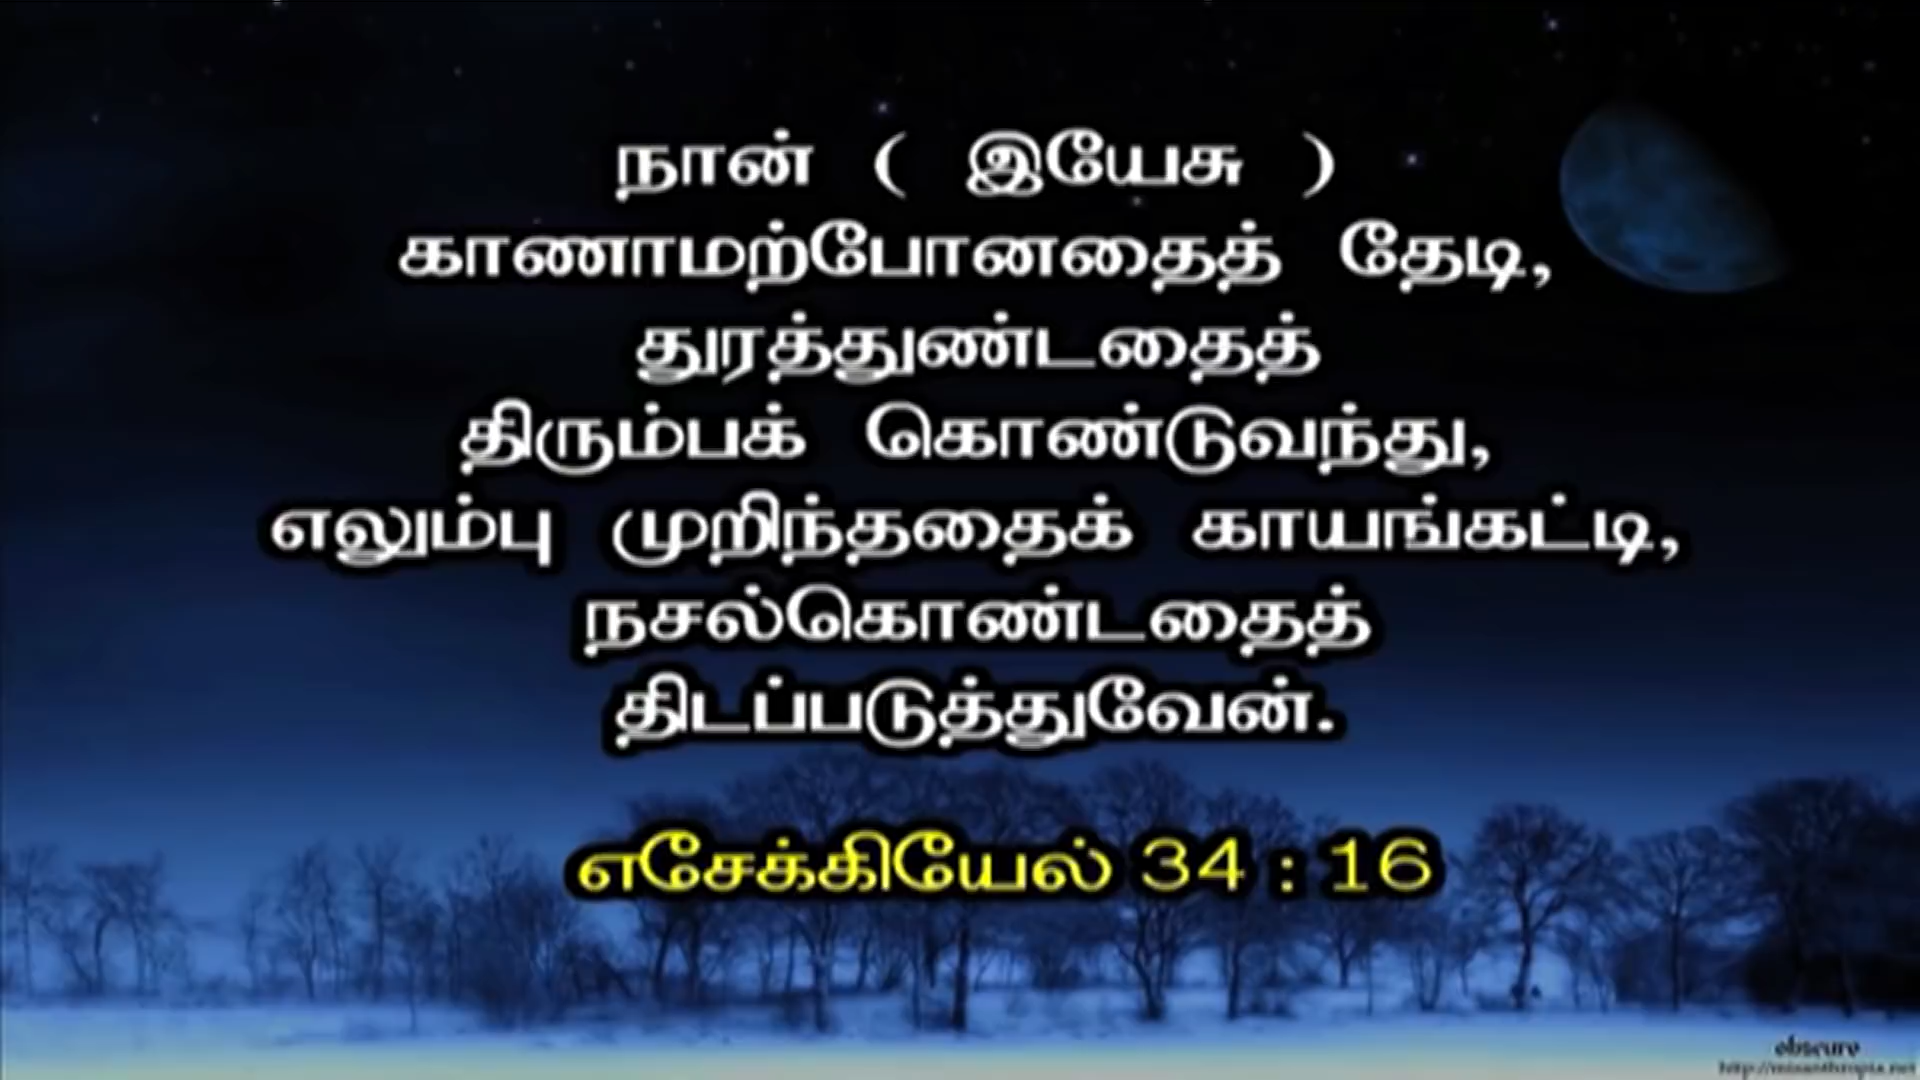 நான் ( இயேசு )
காணாமற்போனதைத் தேடி,
துரத்துண்டதைத்
திரும்பக் கொண்டுவந்து,
எலும்பு முறிந்ததைக் காயங்கட்டி,
நசல்கொண்டதைத்
திடப்படுத்துவேன்.
எசேக்கியேல் 34 : 16
obscure